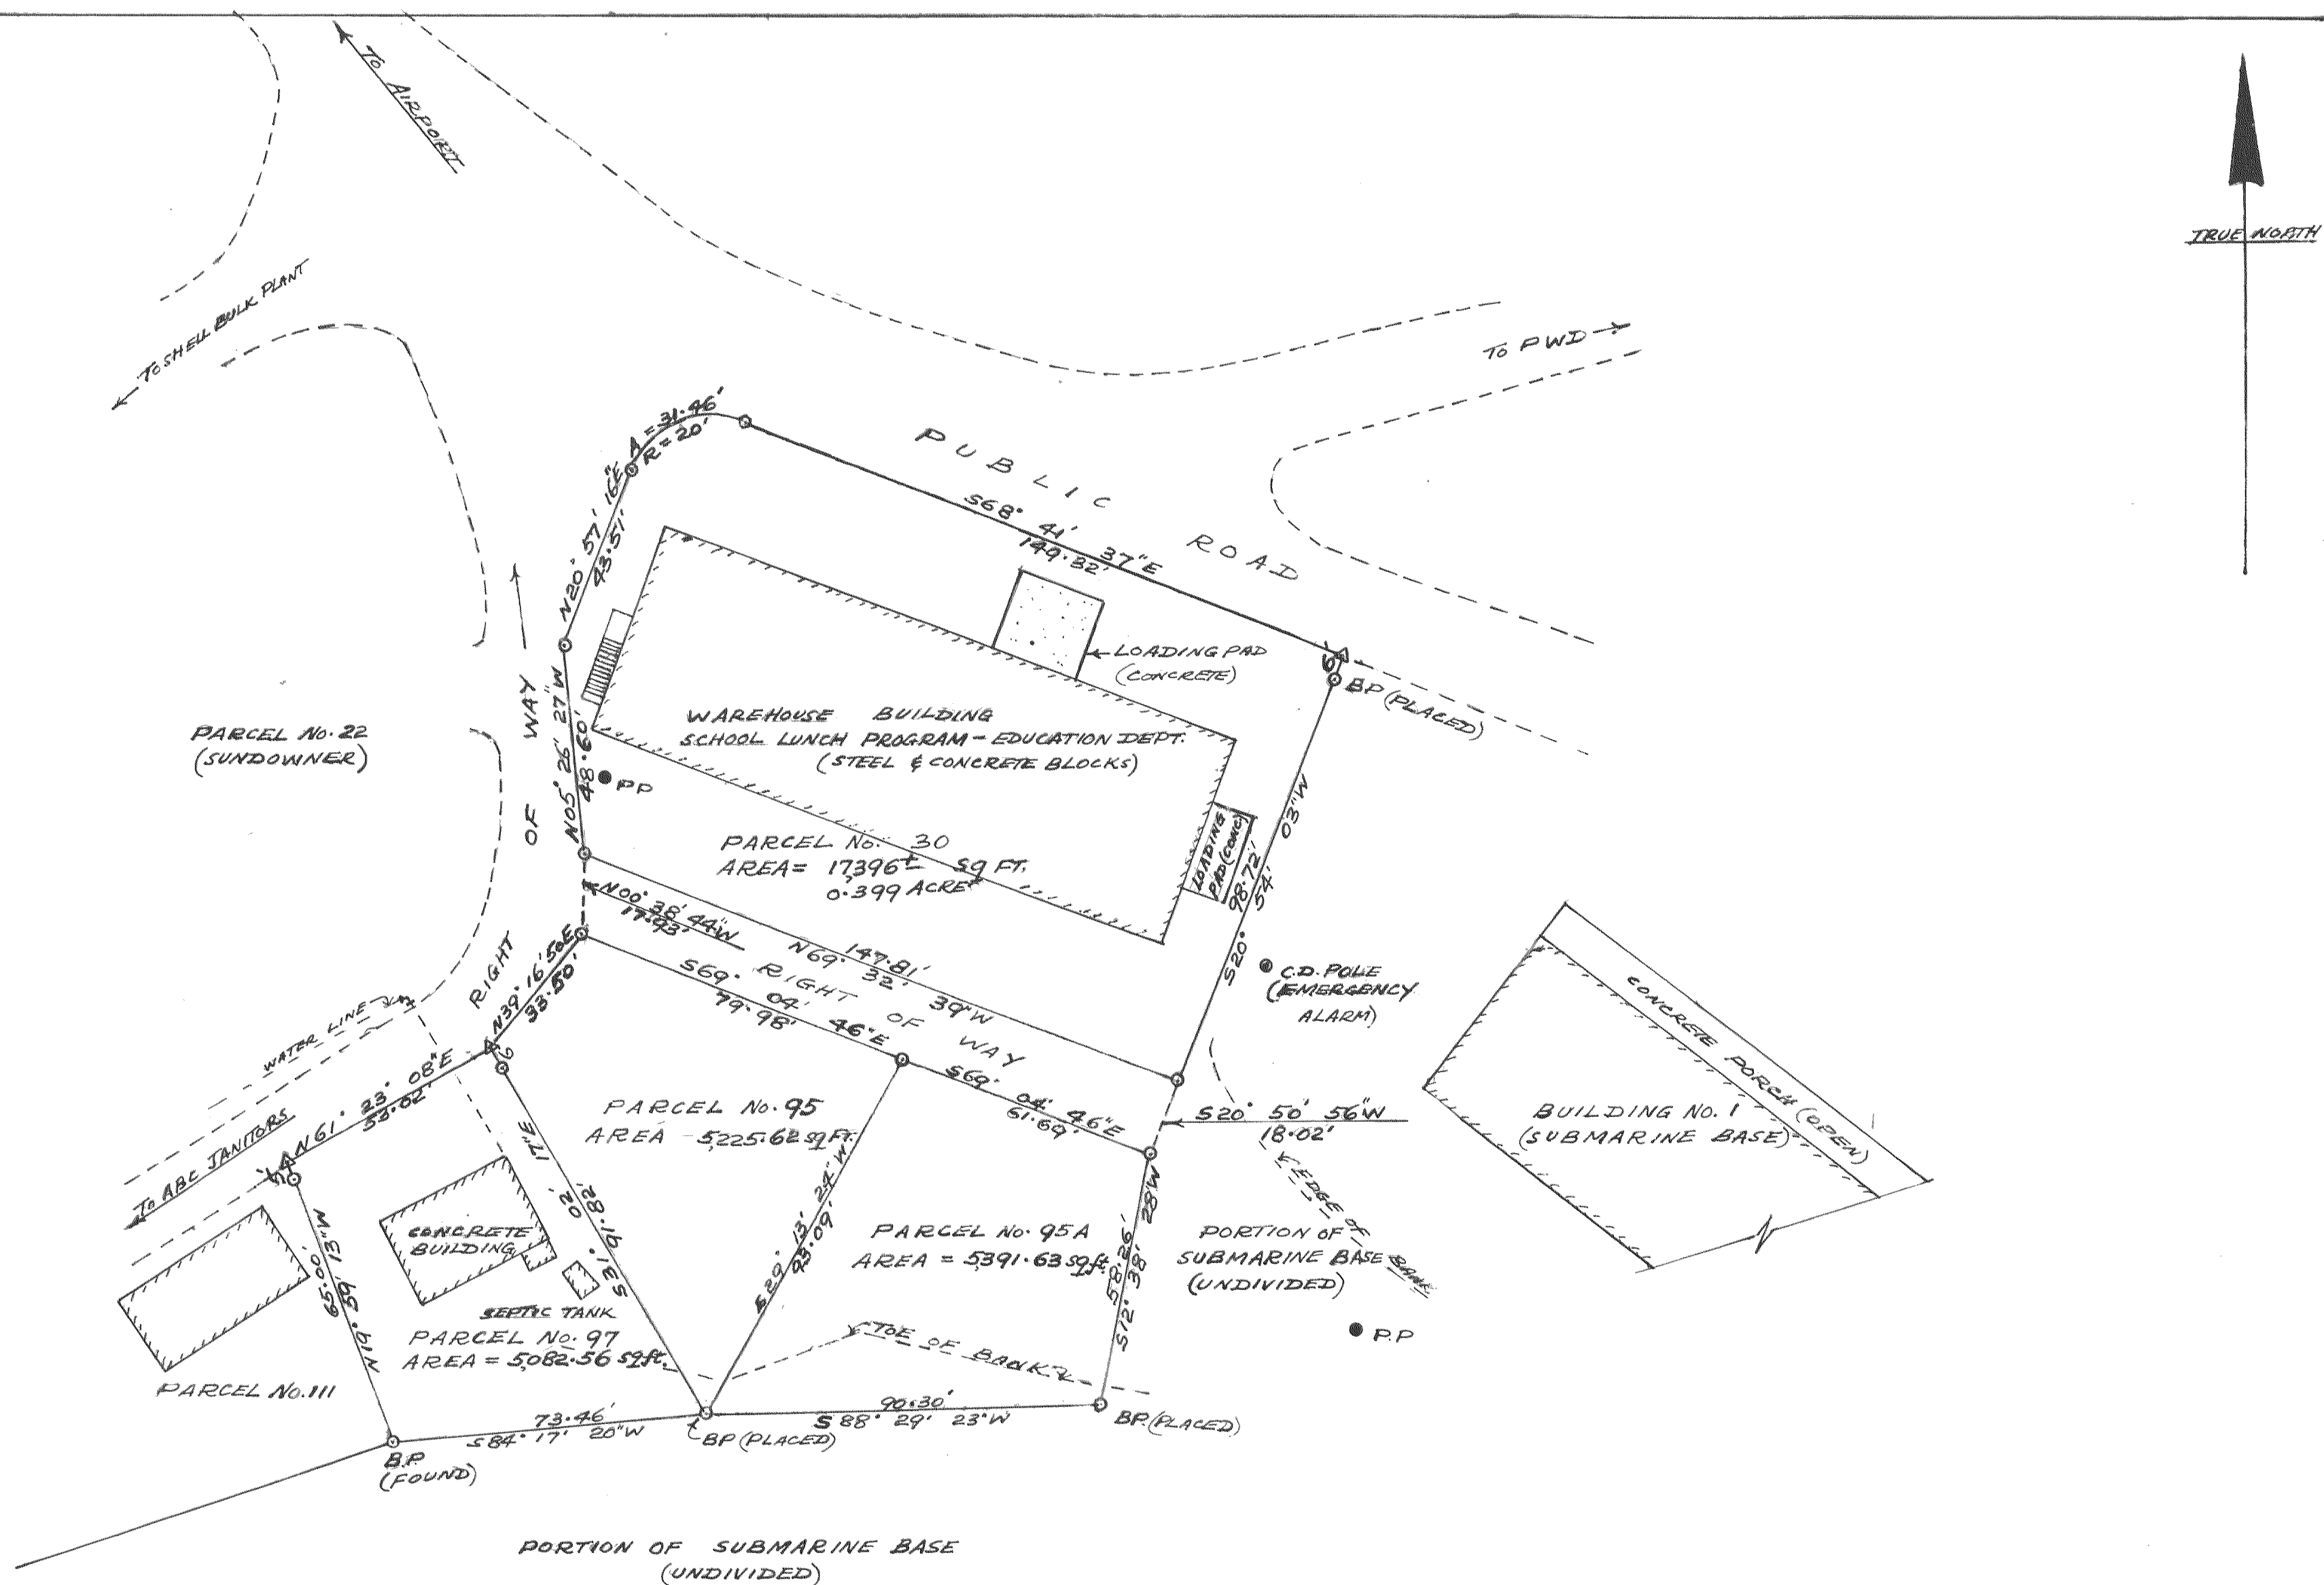 TO AIRPORT
TRUE NORTH
TO SHELL BULK PLANT
TO PWD
A = 31.46'
R = 20'
PUBLIC ROAD
S68° 41' 37"E
149.32'
N20° 57' 16"E
43.51'
LOADING PAD
(CONCRETE)
6'
BP (PLACED)
WAREHOUSE BUILDING
SCHOOL LUNCH PROGRAM - EDUCATION DEPT.
(STEEL & CONCRETE BLOCKS)
PARCEL No. 22
(SUNDOWNER)
RIGHT OF WAY
N05° 26' 27"W
48.60'
PP
PARCEL No. 30
AREA = 17396± SQ FT.
0.399 ACRE±
LOADING
PAD (CONC)
98.72'
S20° 54' 03"W
N00° 38' 44"W
17.93'
147.81'
N69° 32' 39"W
RIGHT OF WAY
S69° 04' 46"E
79.98'
N39° 16' 50E
33.50'
C.D. POLE
(EMERGENCY
ALARM)
CONCRETE PORCH (OPEN)
BUILDING No. 1
(SUBMARINE BASE)
WATER LINE
6'
N61° 23' 08"E
55.02'
TO ABC JANITORS
PARCEL No. 95
AREA - 5,225.62 sq Ft.
S69° 04' 46"E
61.69'
S20° 50' 56"W
18.02'
EDGE OF BANK
S31° 02' 17"E
91.82'
S29° 13' 24"W
93.09'
PARCEL No. 95A
AREA = 5391.63 sq ft.
58.26'
S12° 38' 28W
PORTION OF
SUBMARINE BASE
(UNDIVIDED)
CONCRETE
BUILDING
N19° 59' 13"W
65.00'
SEPTIC TANK
PARCEL No. 97
AREA = 5,082.56 sq ft.
PARCEL No. 111
TOE OF BANK
P.P
73.46'
S84° 17' 20"W
90.30'
S88° 29' 23"W
BP (PLACED)
BP. (PLACED)
B.P.
(FOUND)
PORTION OF SUBMARINE BASE
(UNDIVIDED)